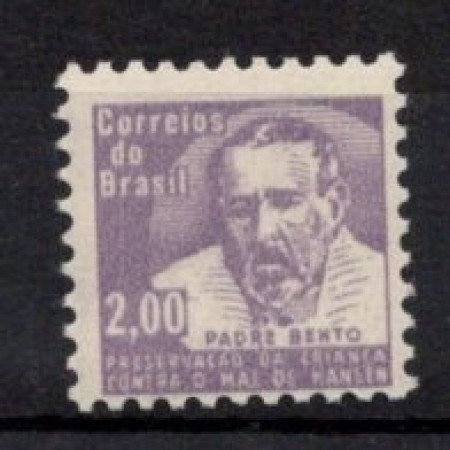 Correios
do
Brasil
2,00
PADRE BENTO
PRESERVAÇÃO DA CRIANÇA
CONTRA O MAL DE HANSEN